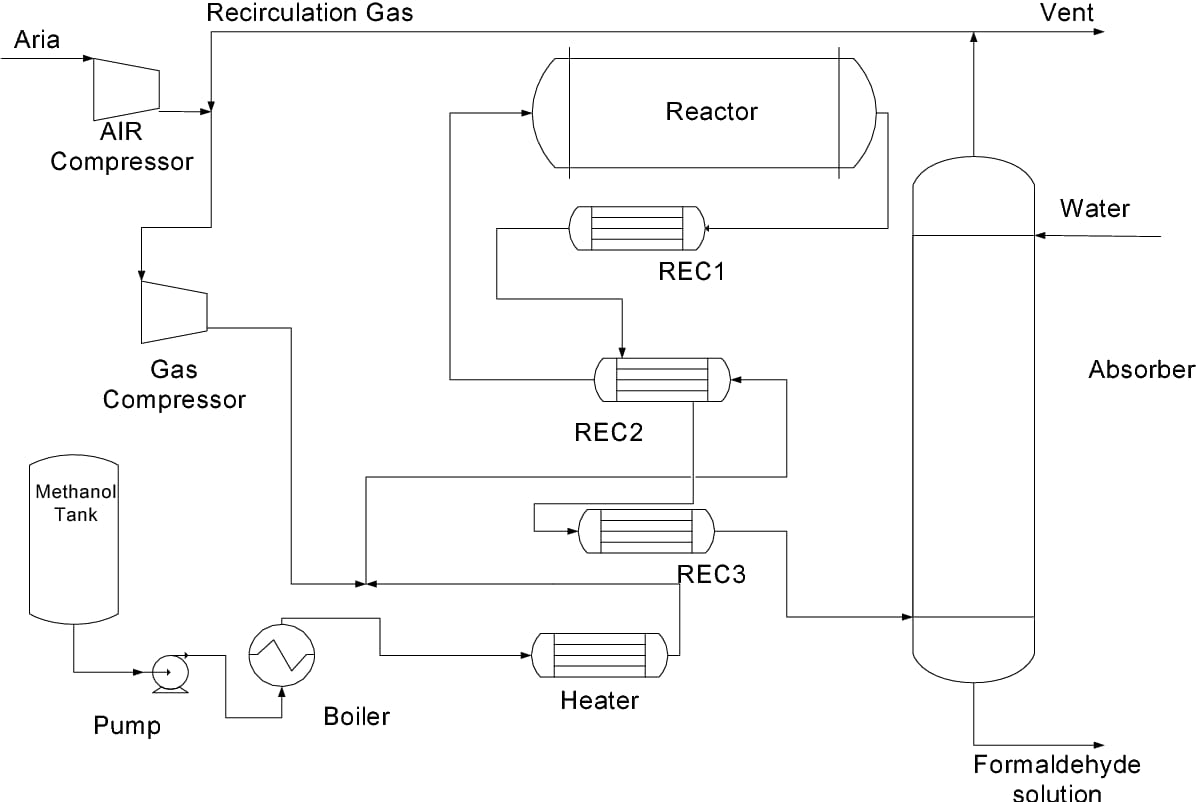 Recirculation Gas
Vent
Aria
AIR
Compressor
Reactor
Water
REC1
Gas
Compressor
Absorber
REC2
Methanol
Tank
REC3
Heater
Boiler
Pump
Formaldehyde
solution